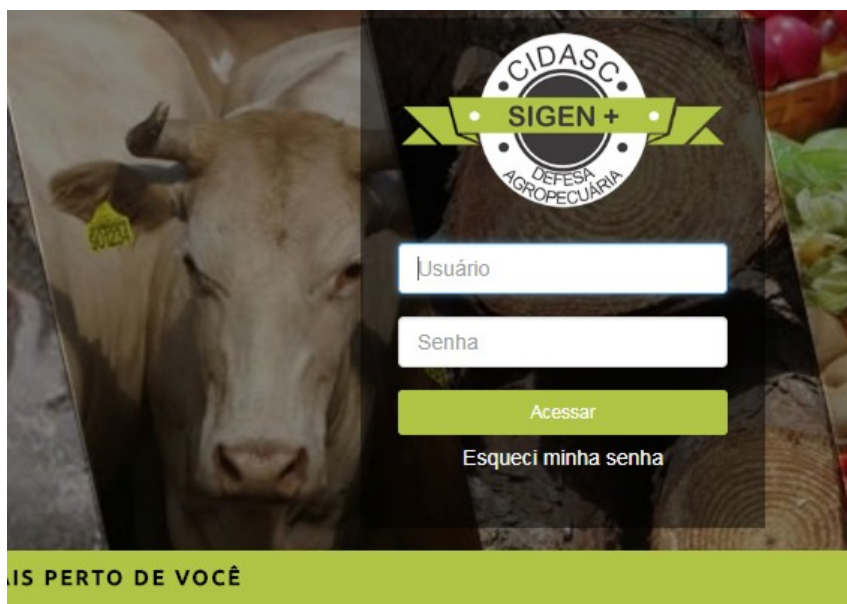 CIDASC
SIGEN +
DEFESA
AGROPECUÁRIA
Usuário
Senha
Acessar
Esqueci minha senha
AIS PERTO DE VOCÊ